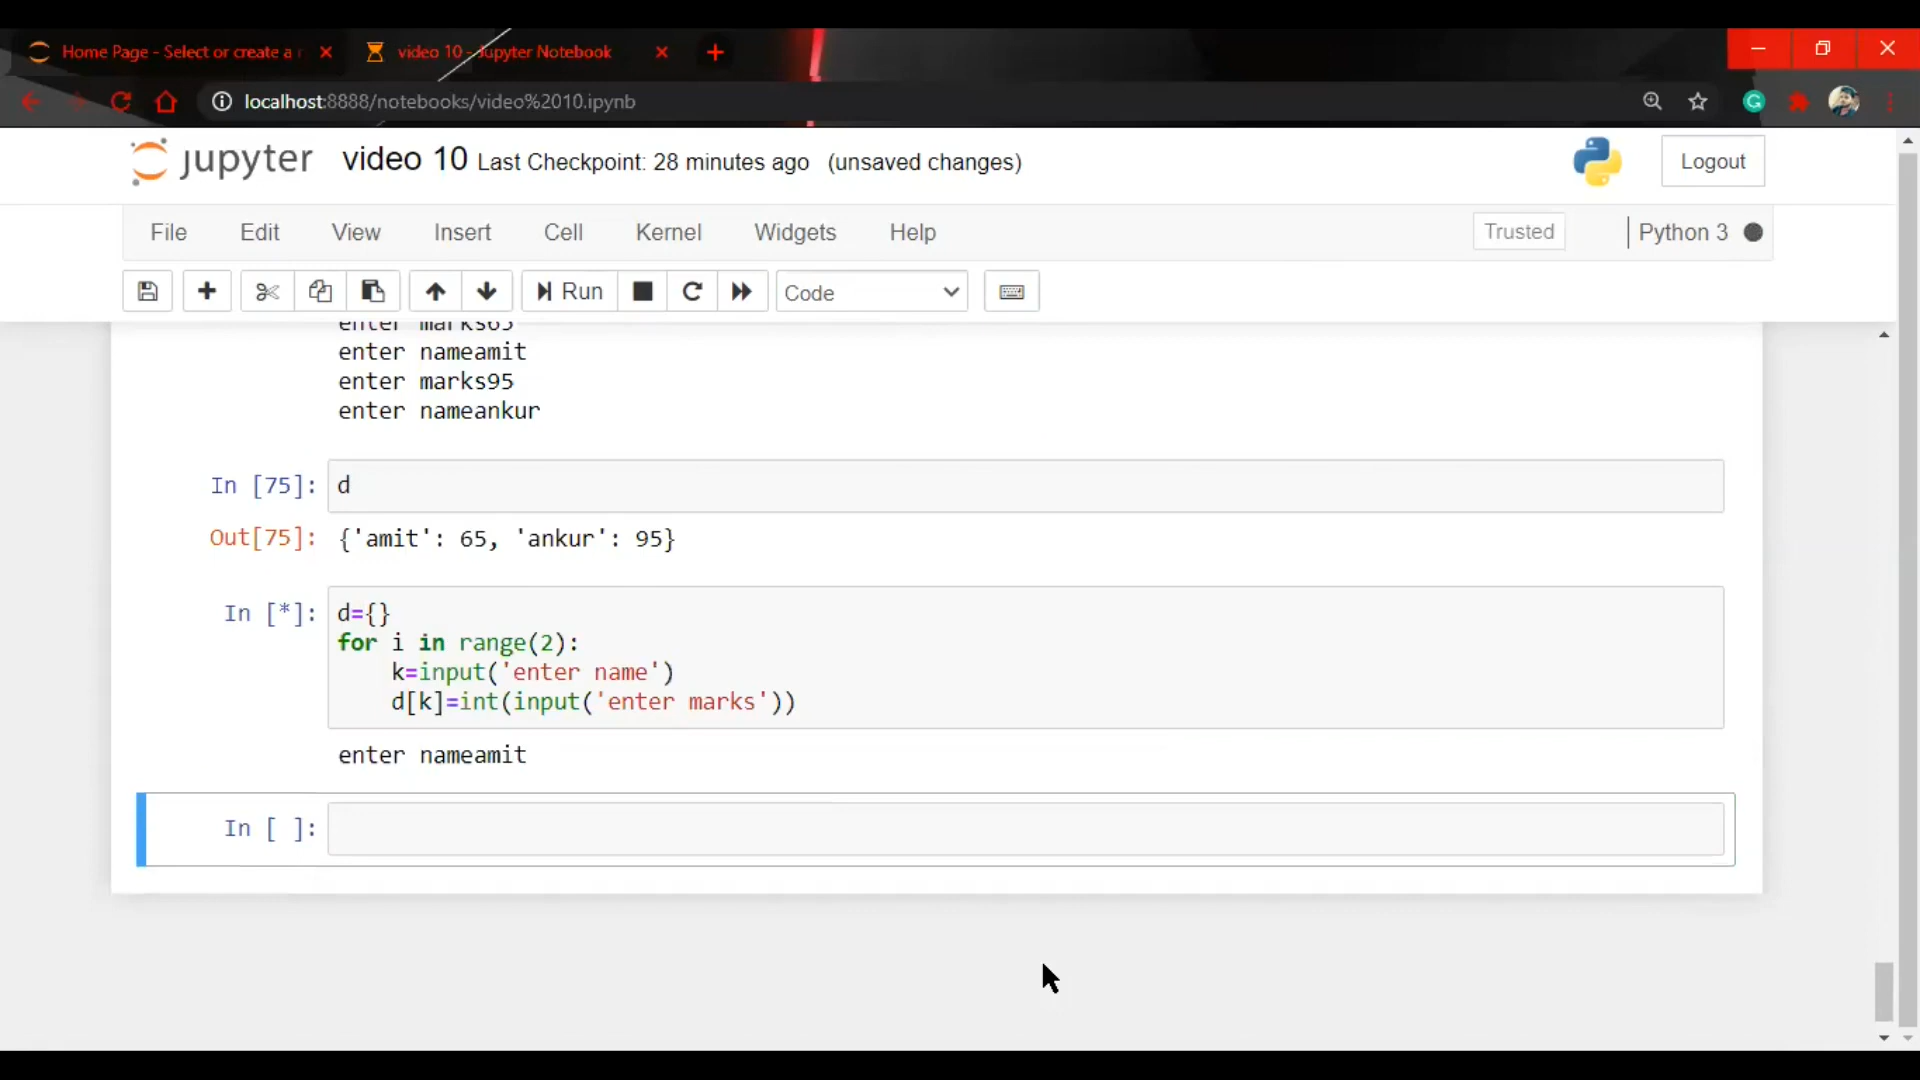 Home Page - Select or create a
video 10 - Jupyter Notebook
localhost:8888/notebooks/video%2010.ipynb
jupyter video 10 Last Checkpoint: 28 minutes ago (unsaved changes)
Logout
File Edit View Insert Cell Kernel Widgets Help
Trusted
Python 3
Run
Code
enter marks65
enter nameamit
enter marks95
enter nameankur
In [75]: d
Out[75]: {'amit': 65, 'ankur': 95}
In [*]: d={}
for i in range(2):
k=input('enter name')
d[k]=int(input('enter marks'))
enter nameamit
In [ ]: